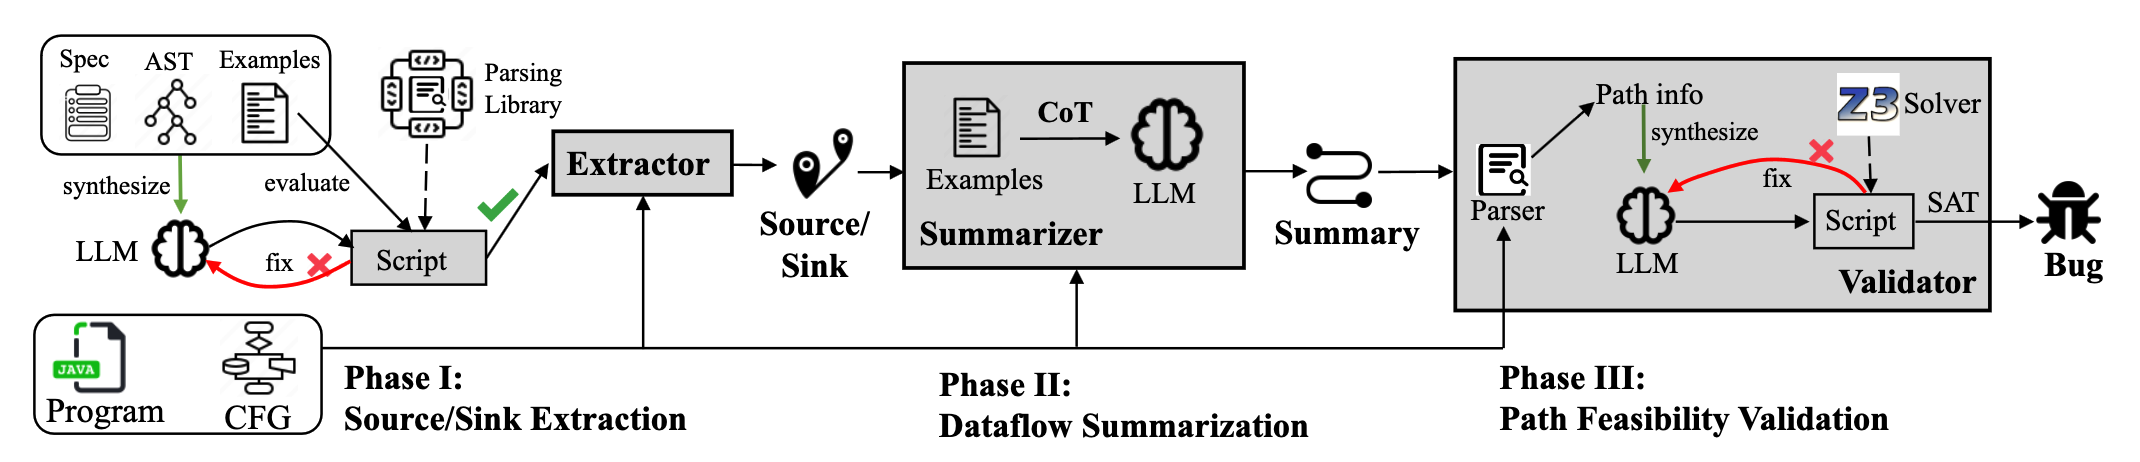 Spec
AST
Examples
Parsing
Library
synthesize
evaluate
LLM
fix
Script
Extractor
Source/
Sink
CoT
Examples
LLM
Summarizer
Summary
Path info
synthesize
Z3 Solver
Parser
fix
LLM
Script
SAT
Validator
Bug
JAVA
Program
CFG
Phase I:
Source/Sink Extraction
Phase II:
Dataflow Summarization
Phase III:
Path Feasibility Validation